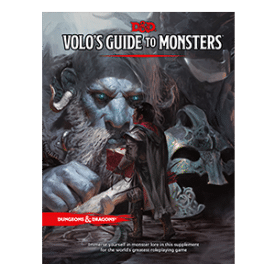 D&D
VOLO'S GUIDE TO MONSTERS
DUNGEONS & DRAGONS®
Immerse yourself in monster lore in this supplement
for the world's greatest roleplaying game